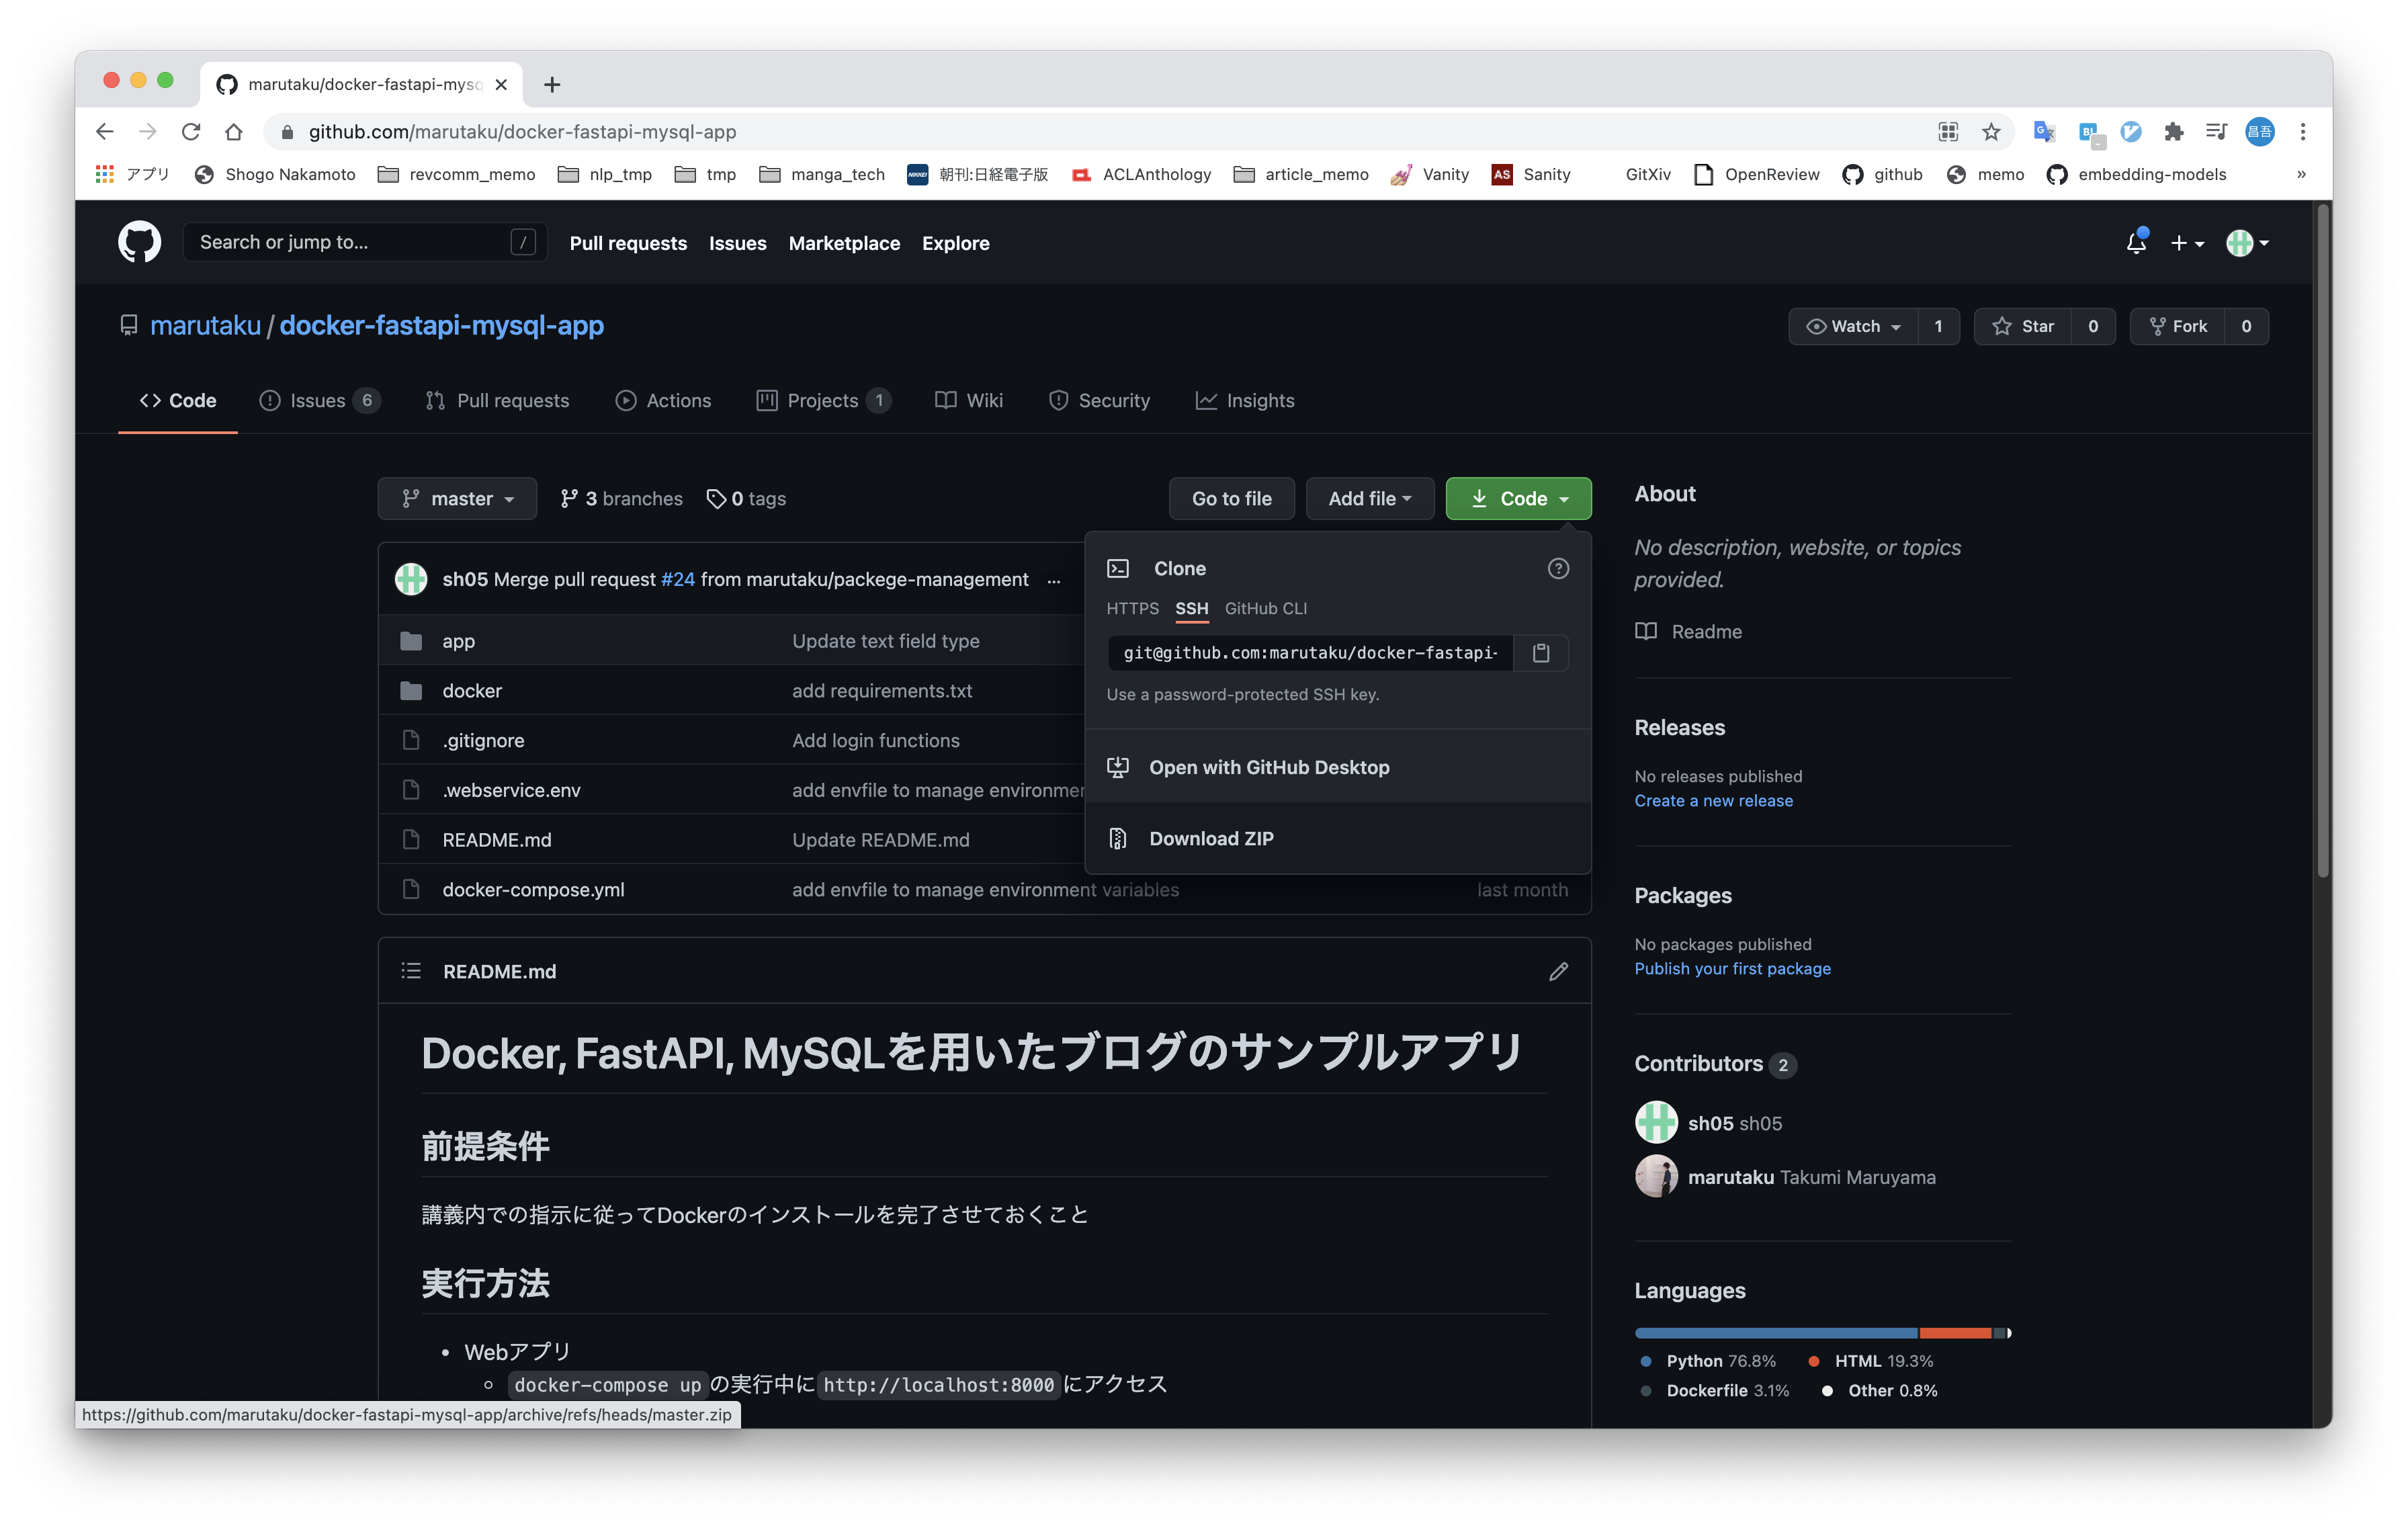 marutaku/docker-fastapi-mysq
github.com/marutaku/docker-fastapi-mysql-app
昌吾
アプリ Shogo Nakamoto revcomm_memo nlp_tmp tmp manga_tech NIKKEI 朝刊:日経電子版 ACLAnthology article_memo Vanity AS Sanity GitXiv OpenReview github memo embedding-models »
Search or jump to... / Pull requests Issues Marketplace Explore
marutaku / docker-fastapi-mysql-app
Watch 1 Star 0 Fork 0
Code Issues 6 Pull requests Actions Projects 1 Wiki Security Insights
master 3 branches 0 tags Go to file Add file Code
sh05 Merge pull request #24 from marutaku/packege-management ...
app Update text field type
docker add requirements.txt
.gitignore Add login functions
.webservice.env add envfile to manage environmen
README.md Update README.md
docker-compose.yml add envfile to manage environment variables last month
Clone
HTTPS SSH GitHub CLI
git@github.com:marutaku/docker-fastapi-
Use a password-protected SSH key.
Open with GitHub Desktop
Download ZIP
README.md
Docker, FastAPI, MySQLを用いたブログのサンプルアプリ
前提条件
講義内での指示に従ってDockerのインストールを完了させておくこと
実行方法
• Webアプリ
docker-compose up の実行中に http://localhost:8000 にアクセス
About
No description, website, or topics
provided.
Readme
Releases
No releases published
Create a new release
Packages
No packages published
Publish your first package
Contributors 2
sh05 sh05
marutaku Takumi Maruyama
Languages
Python 76.8% HTML 19.3%
Dockerfile 3.1% Other 0.8%
https://github.com/marutaku/docker-fastapi-mysql-app/archive/refs/heads/master.zip